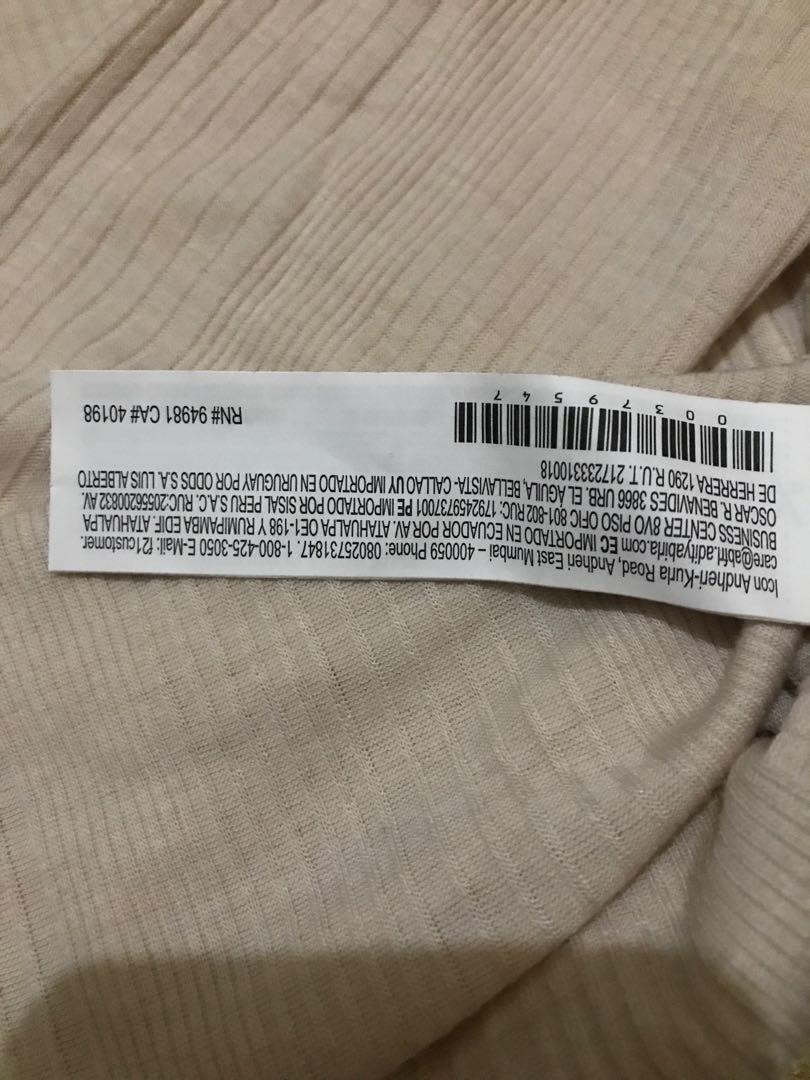 Icon Andheri-Kurla Road, Andheri East Mumbai – 400059 Phone: 08025731847. 1-800-425-3050 E-Mail: f21customer.
care@abfrl.adityabirla.com EC IMPORTADO EN ECUADOR POR AV. ATAHUALPA OE1-198 Y RUMIPAMBA EDIF. ATAHUALPA
BUSINESS CENTER 8VO PISO OFIC 801-802 RUC: 1792459737001 PE IMPORTADO POR SISAL PERU S.A.C. RUC:20556200832 AV.
OSCAR R. BENAVIDES 3866 URB. EL AGUILA, BELLAVISTA- CALLAO UY IMPORTADO EN URUGUAY POR ODDS S.A. LUIS ALBERTO
DE HERRERA 1290 R.U.T. 217233310018
00379547
RN# 94981 CA# 40198